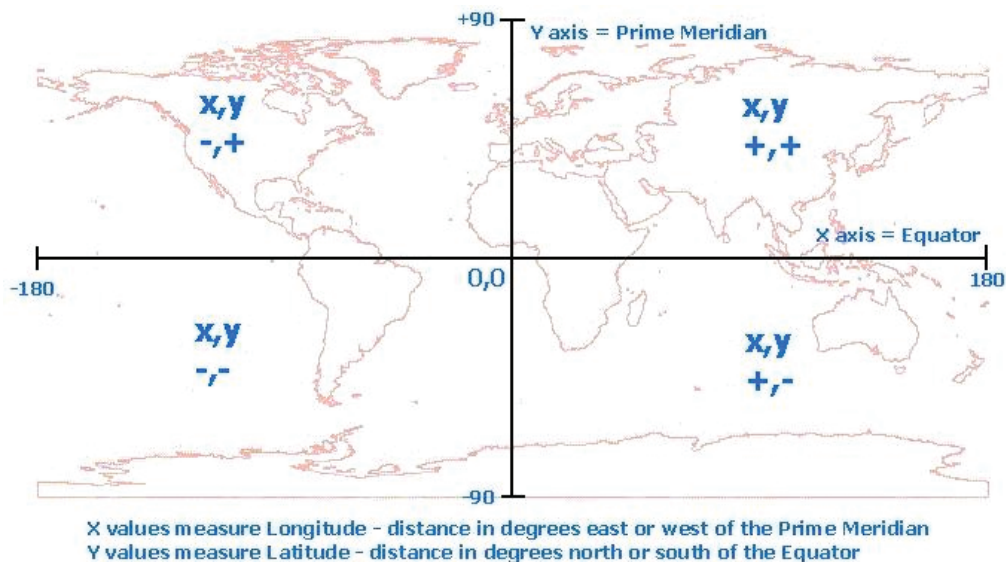 +90
Y axis = Prime Meridian
x,y
-,+
x,y
+,+
X axis = Equator
-180
0,0
180
x,y
-,-
x,y
+,-
-90
X values measure Longitude - distance in degrees east or west of the Prime Meridian
Y values measure Latitude - distance in degrees north or south of the Equator